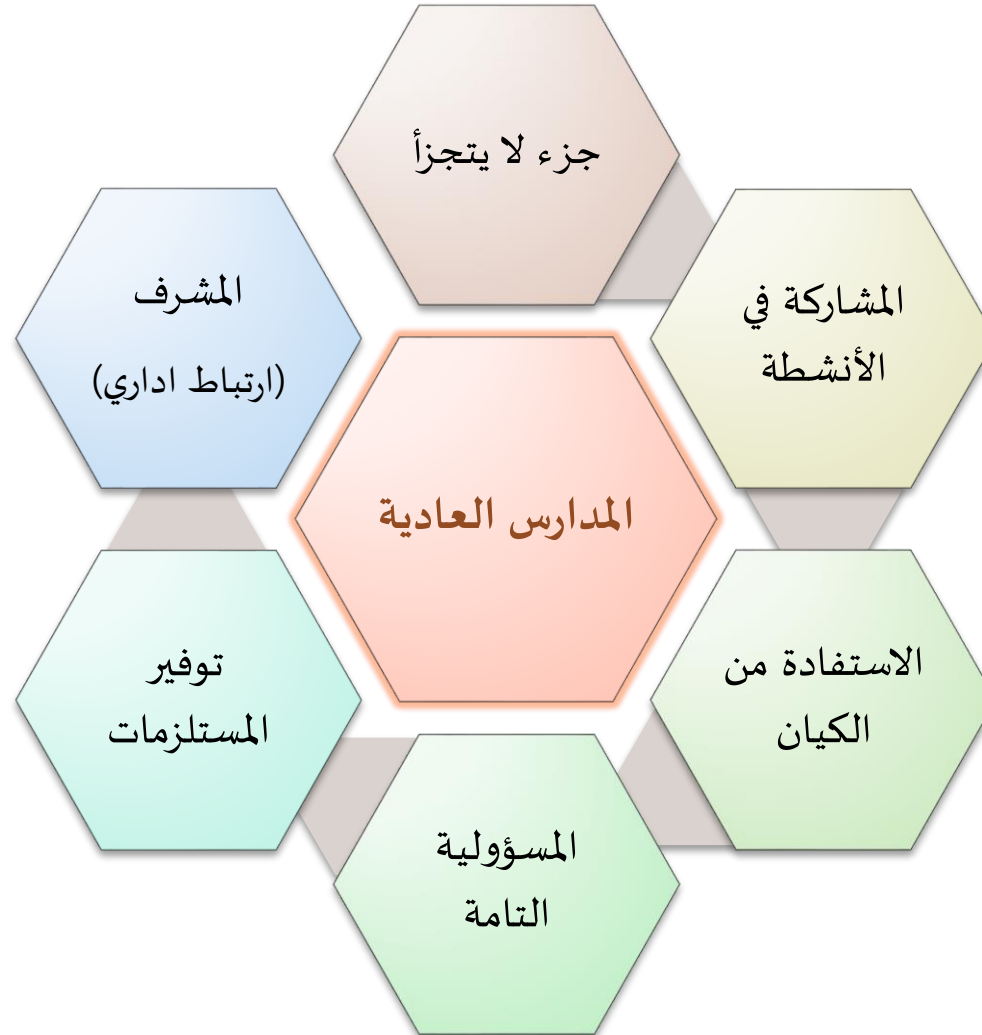 جزء لا يتجزأ
المشاركة في
الأنشطة
الاستفادة من
الكيان
المسؤولية
التامة
توفير
المستلزمات
المشرف
(ارتباط اداري)
المدارس العادية